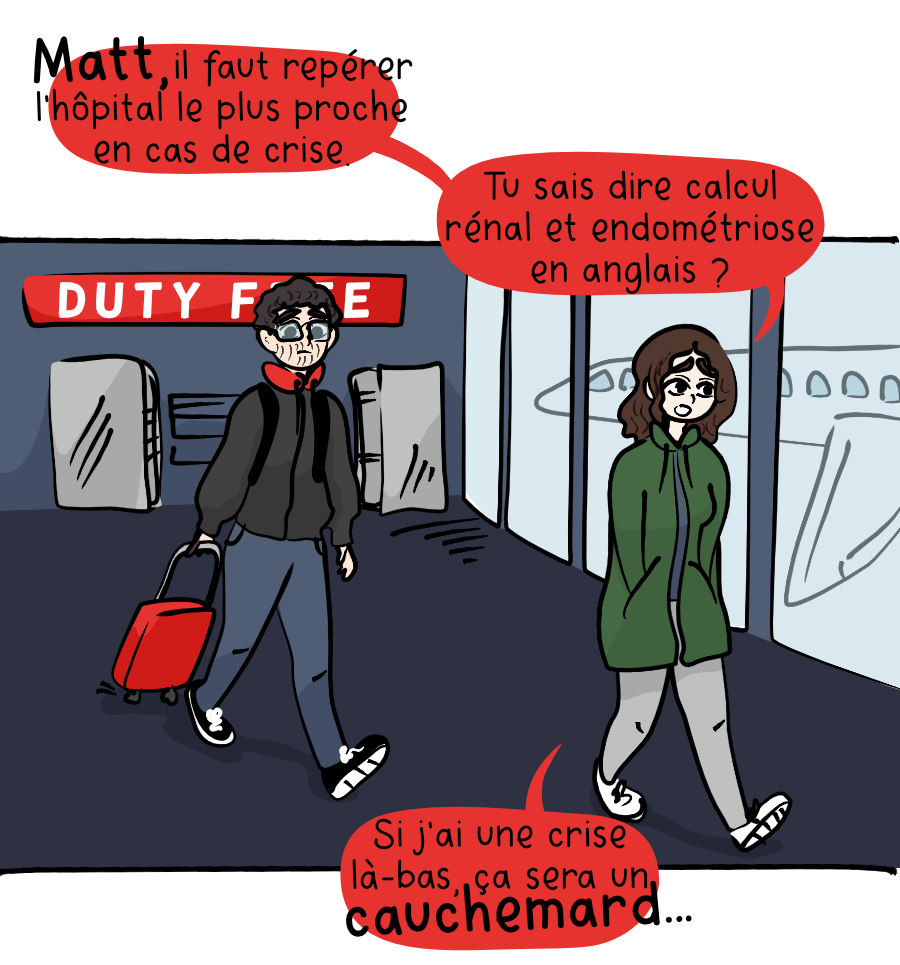 Matt, il faut repérer
l'hôpital le plus proche
en cas de crise.
Tu sais dire calcul
rénal et endométriose
en anglais ?
DUTY F E
Si j'ai une crise
là-bas, ça sera un
cauchemard...